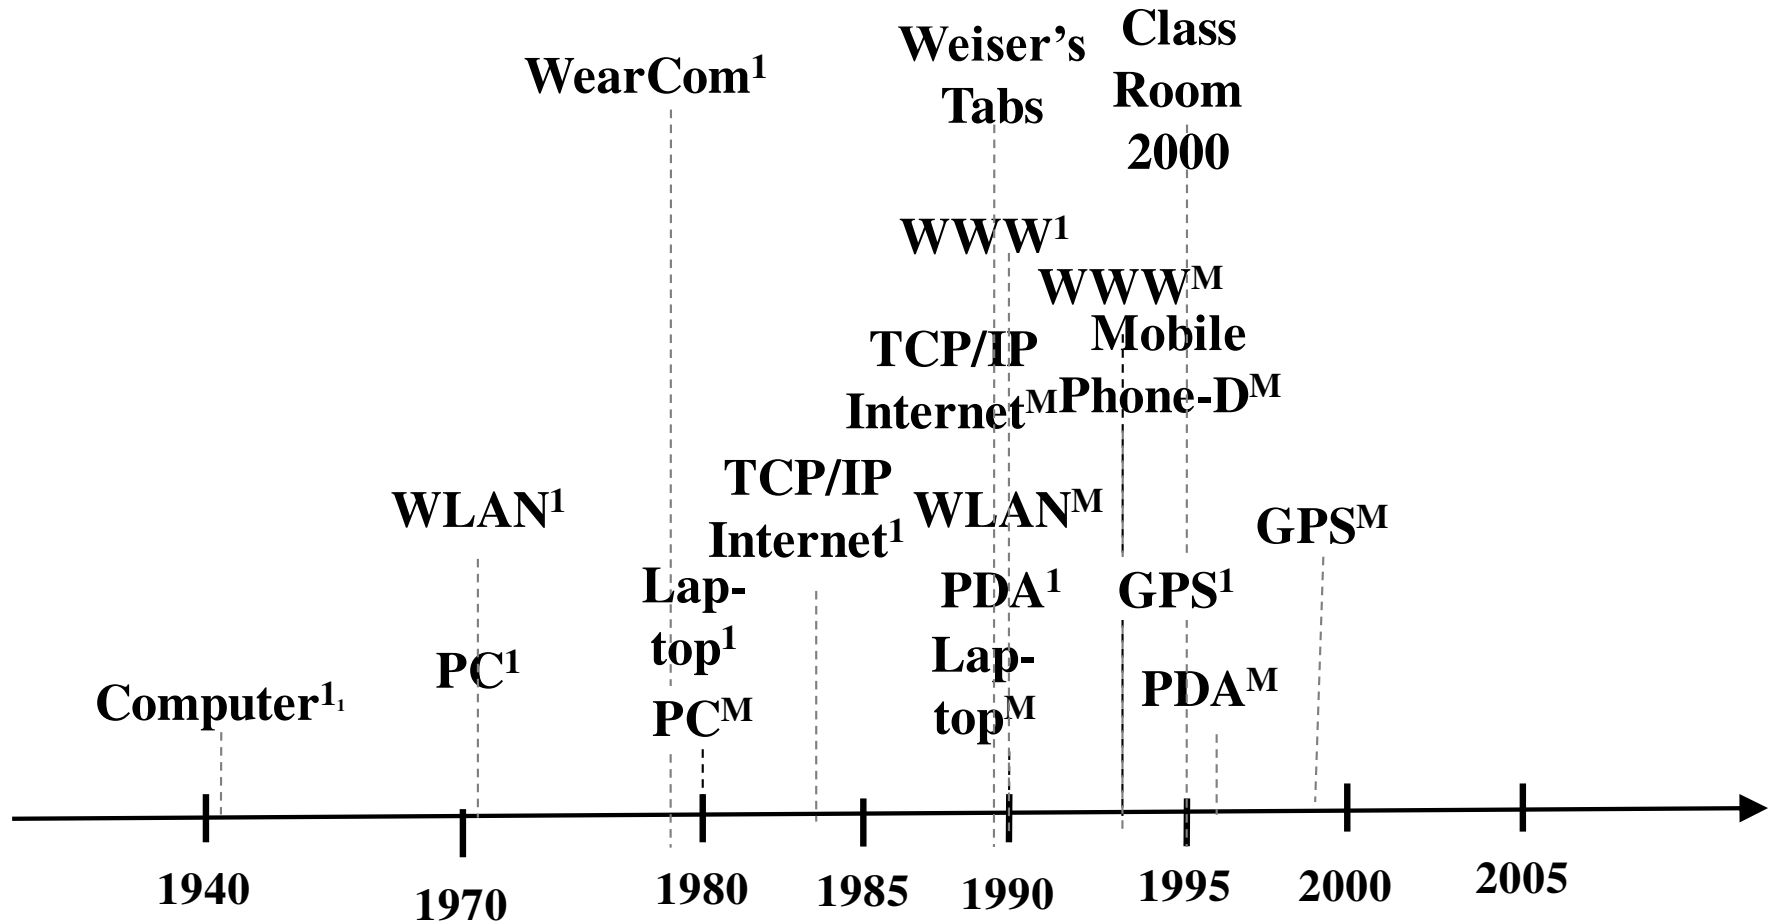 WearCom¹
Weiser’s
Tabs
Class
Room
2000
WWW¹
WWWᴹ
TCP/IP
Internetᴹ
Mobile
Phone-Dᴹ
WLAN¹
TCP/IP
Internet¹
WLANᴹ
GPSᴹ
PC¹
Lap-
top¹
PCᴹ
PDA¹
Lap-
topᴹ
GPS¹
PDAᴹ
Computer¹₁
1940
1970
1980
1985
1990
1995
2000
2005